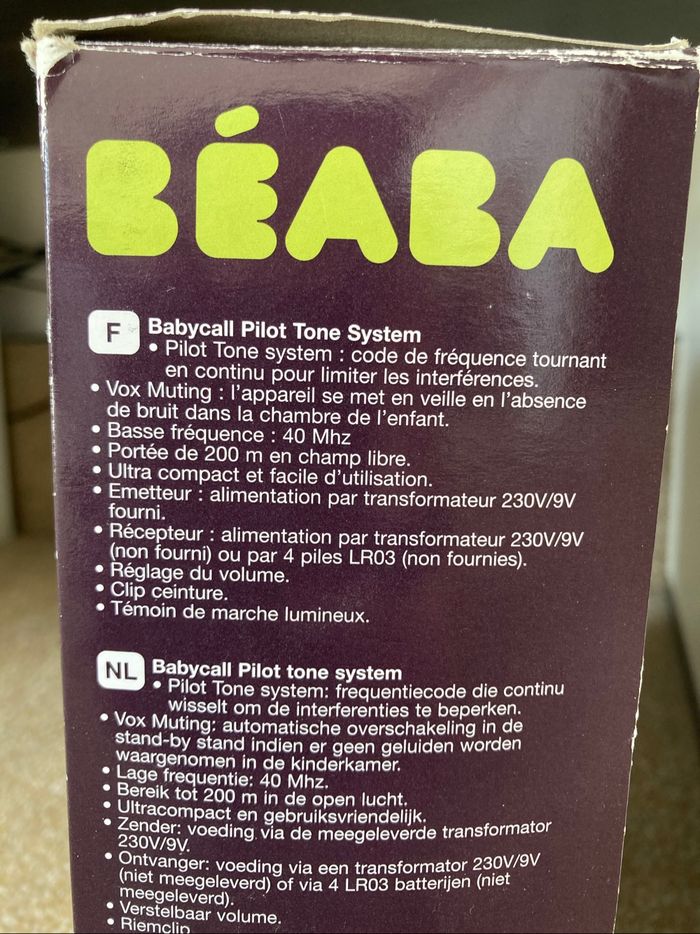 BÉABA
F Babycall Pilot Tone System
• Pilot Tone system : code de fréquence tournant
en continu pour limiter les interférences.
• Vox Muting : l'appareil se met en veille en l'absence
de bruit dans la chambre de l'enfant.
• Basse fréquence : 40 Mhz
• Portée de 200 m en champ libre.
• Ultra compact et facile d'utilisation.
• Emetteur : alimentation par transformateur 230V/9V
fourni.
• Récepteur : alimentation par transformateur 230V/9V
(non fourni) ou par 4 piles LR03 (non fournies).
• Réglage du volume.
• Clip ceinture.
• Témoin de marche lumineux.
NL Babycall Pilot tone system
• Pilot Tone system: frequentiecode die continu
wisselt om de interferenties te beperken.
• Vox Muting: automatische overschakeling in de
stand-by stand indien er geen geluiden worden
waargenomen in de kinderkamer.
• Lage frequentie: 40 Mhz.
• Bereik tot 200 m in de open lucht.
• Ultracompact en gebruiksvriendelijk.
• Zender: voeding via de meegeleverde transformator
230V/9V.
• Ontvanger: voeding via een transformator 230V/9V
(niet meegeleverd) of via 4 LR03 batterijen (niet
meegeleverd).
• Verstelbaar volume.
• Riemclip